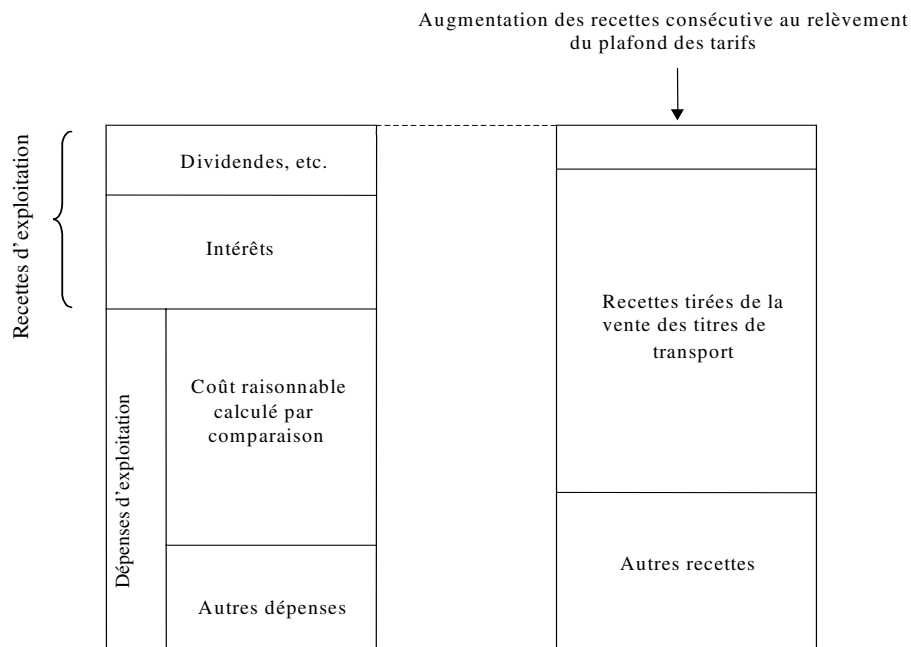 Augmentation des recettes consécutive au relèvement
du plafond des tarifs
Recettes d'exploitation
Dividendes, etc.
Intérêts
Dépenses d'exploitation
Coût raisonnable
calculé par
comparaison
Autres dépenses
Recettes tirées de la
vente des titres de
transport
Autres recettes